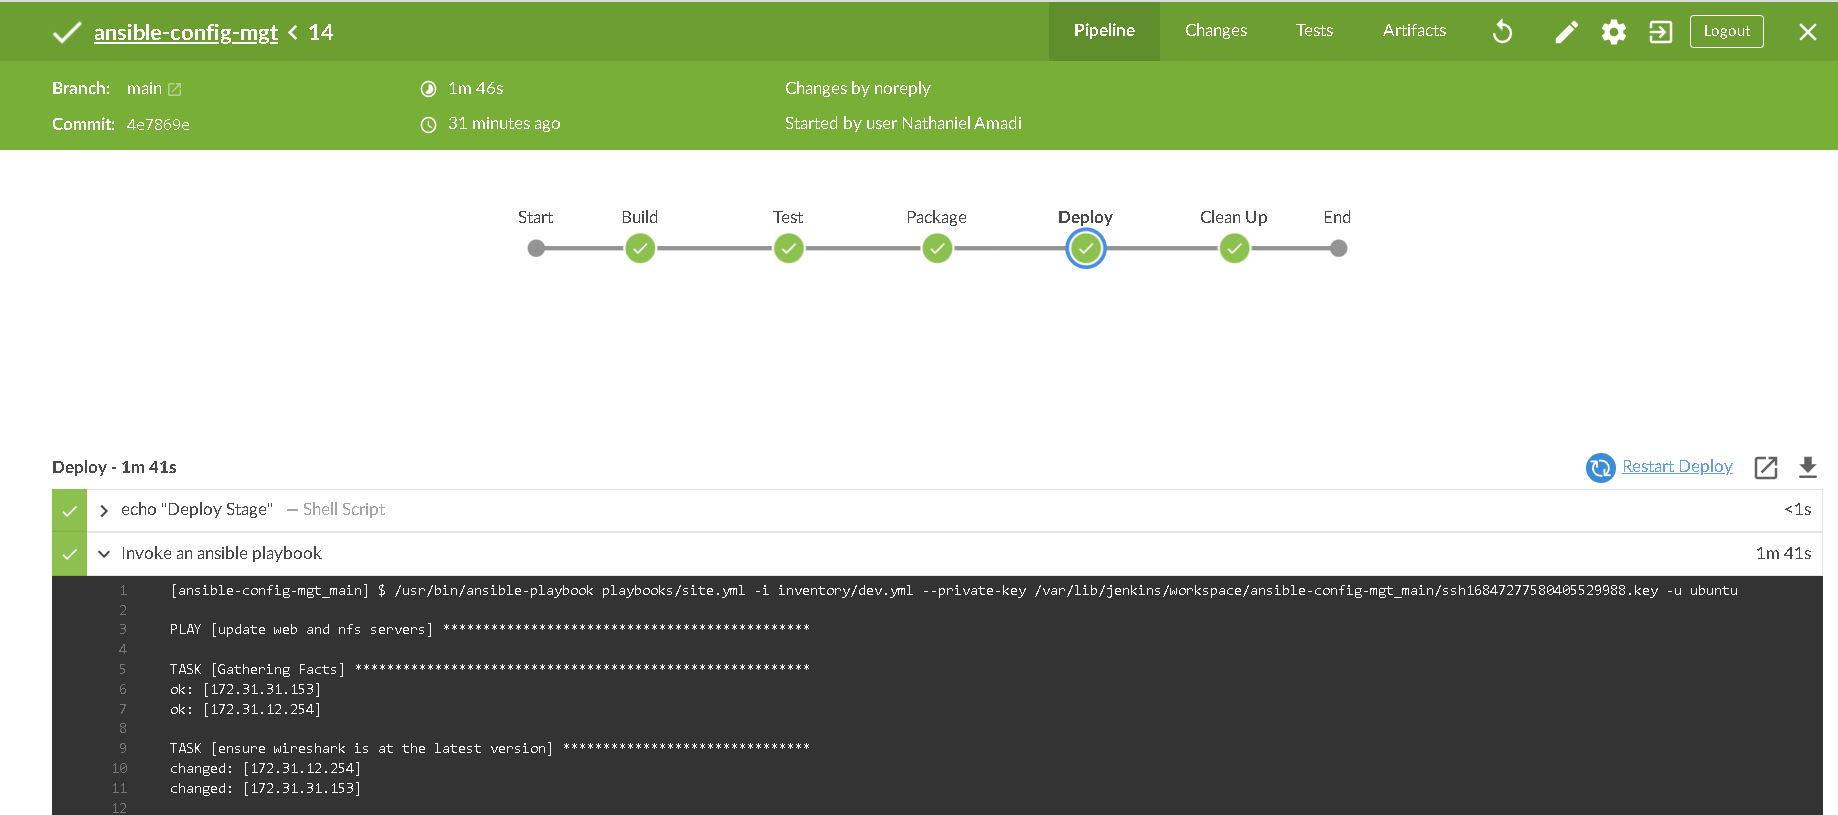 ansible-config-mgt < 14
Pipeline
Changes
Tests
Artifacts
Logout
Branch: main
1m 46s
Changes by noreply
Commit: 4e7869e
31 minutes ago
Started by user Nathaniel Amadi
Start
Build
Test
Package
Deploy
Clean Up
End
Deploy - 1m 41s
Restart Deploy
echo "Deploy Stage" — Shell Script
<1s
Invoke an ansible playbook
1m 41s
1 [ansible-config-mgt_main] $ /usr/bin/ansible-playbook playbooks/site.yml -i inventory/dev.yml --private-key /var/lib/jenkins/workspace/ansible-config-mgt_main/ssh16847277580405529988.key -u ubuntu
2
3 PLAY [update web and nfs servers] **********************************************
4
5 TASK [Gathering Facts] *********************************************************
6 ok: [172.31.31.153]
7 ok: [172.31.12.254]
8
9 TASK [ensure wireshark is at the latest version] *******************************
10 changed: [172.31.12.254]
11 changed: [172.31.31.153]
12